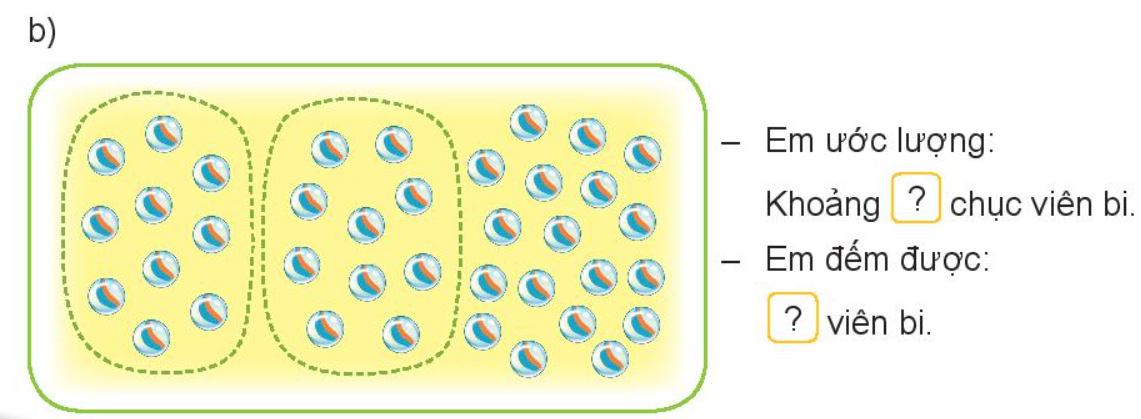 b)
– Em ước lượng:
Khoảng ? chục viên bi.
– Em đếm được:
? viên bi.